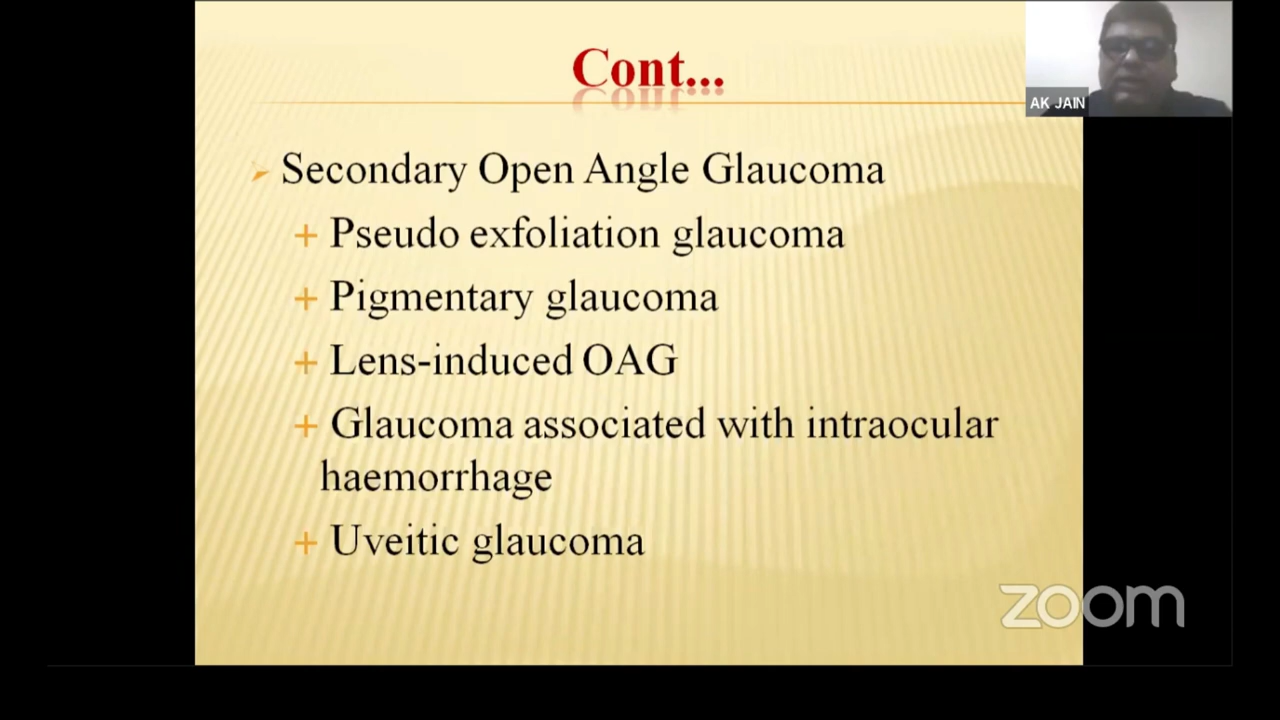 Cont...
AK JAIN
Secondary Open Angle Glaucoma
Pseudo exfoliation glaucoma
Pigmentary glaucoma
Lens-induced OAG
Glaucoma associated with intraocular
haemorrhage
Uveitic glaucoma
zoom